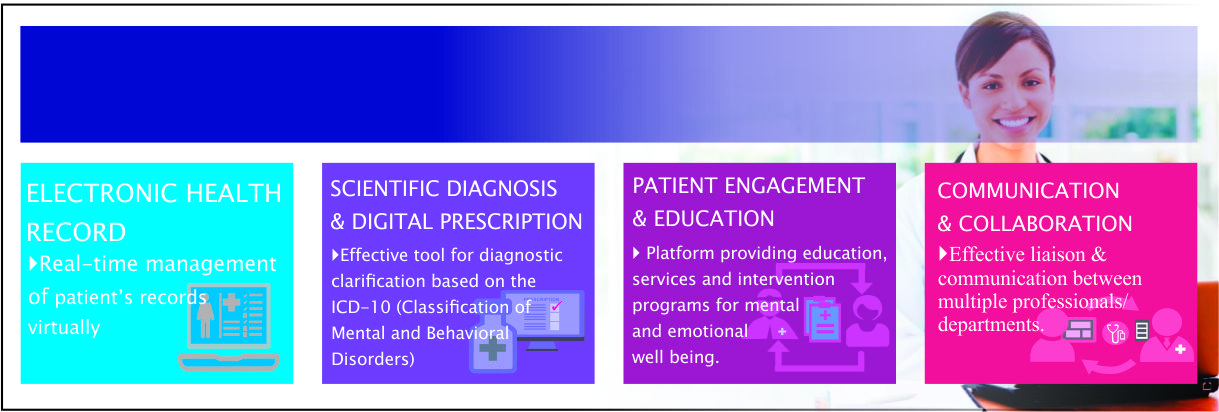 ELECTRONIC HEALTH
RECORD
Real-time management
of patient's records
virtually
SCIENTIFIC DIAGNOSIS
& DIGITAL PRESCRIPTION
Effective tool for diagnostic
clarification based on the
ICD-10 (Classification of
Mental and Behavioral
Disorders)
PRESCRIPTION
PATIENT ENGAGEMENT
& EDUCATION
Platform providing education,
services and intervention
programs for mental
and emotional
well being.
COMMUNICATION
& COLLABORATION
Effective liaison &
communication between
multiple professionals/
departments.